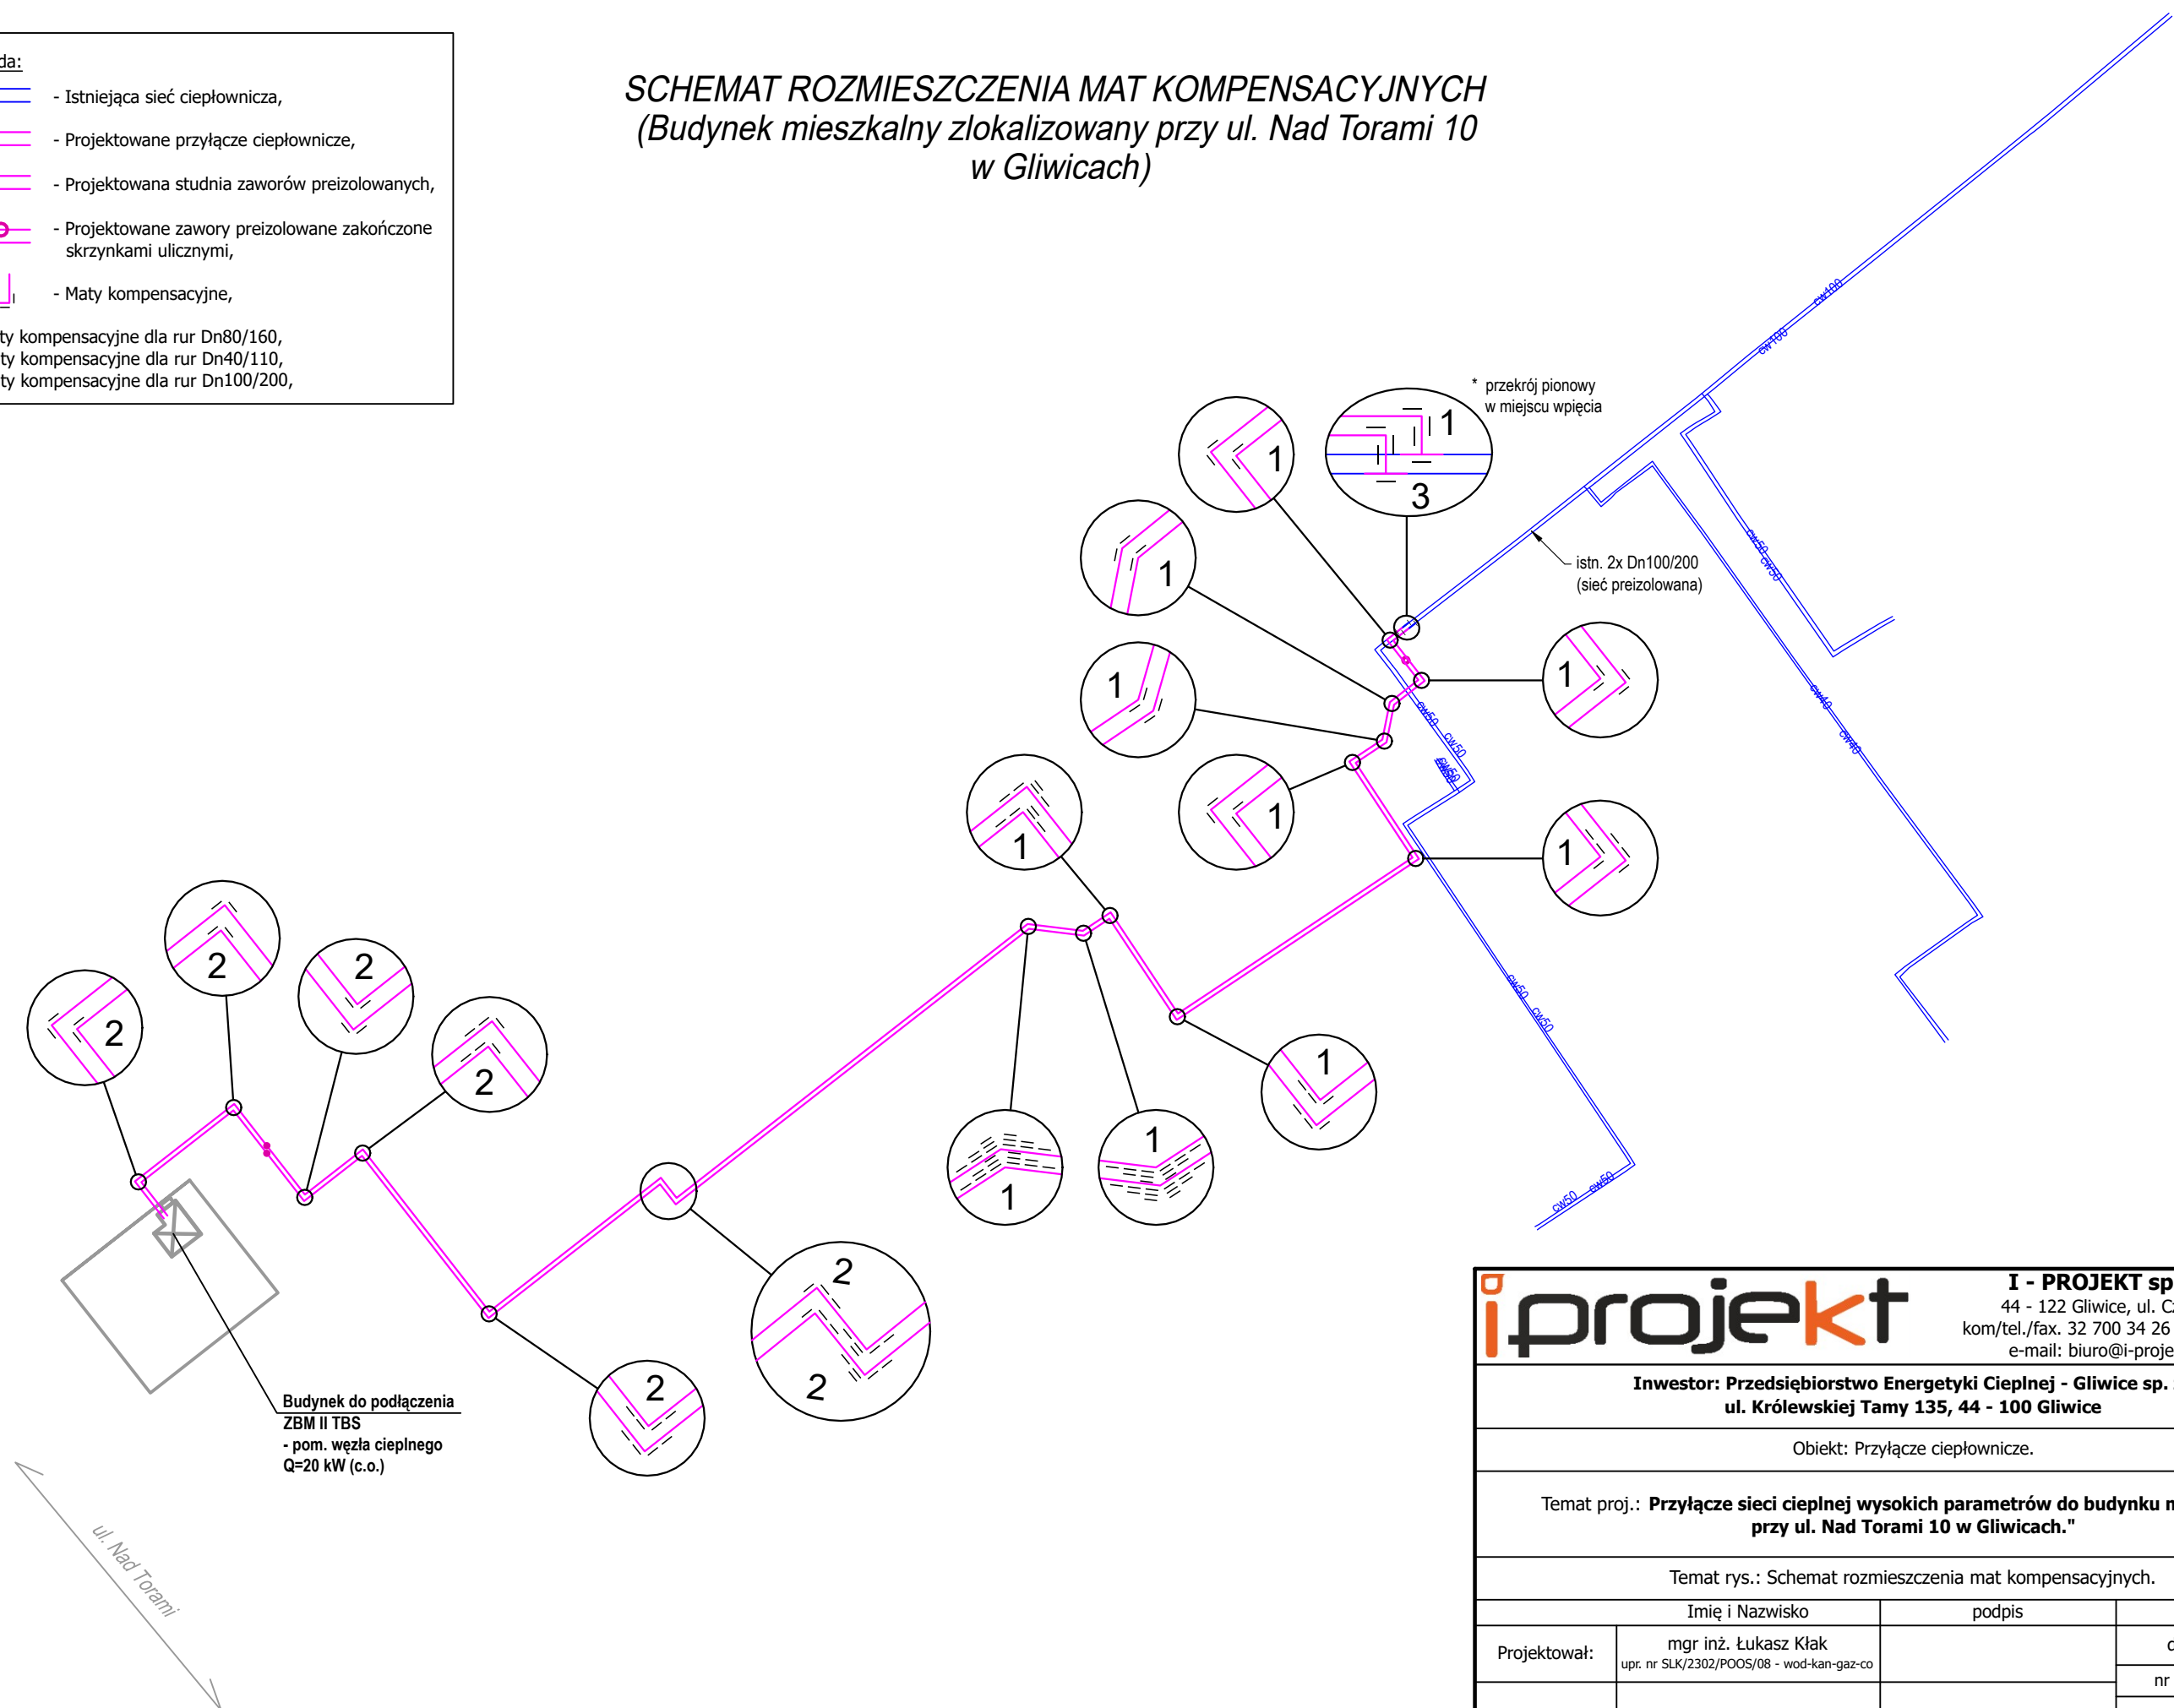 SCHEMAT ROZMIESZCZENIA MAT KOMPENSACYJNYCH
(Budynek mieszkalny zlokalizowany przy ul. Nad Torami 10
w Gliwicach)
da:
- Istniejąca sieć ciepłownicza,
- Projektowane przyłącze ciepłownicze,
- Projektowana studnia zaworów preizolowanych,
- Projektowane zawory preizolowane zakończone
skrzynkami ulicznymi,
- Maty kompensacyjne,
ty kompensacyjne dla rur Dn80/160,
ty kompensacyjne dla rur Dn40/110,
ty kompensacyjne dla rur Dn100/200,
cw100
cw100
* przekrój pionowy
w miejscu wpięcia
1
3
1
1
1
1
1
1
1
1
1
1
istn. 2x Dn100/200
(sieć preizolowana)
cw50
cw50
cw40
cw40
cw50
cw50
cw50
cw50
cw50
cw50
cw50
2
2
2
2
2
2
2
Budynek do podłączenia
ZBM II TBS
- pom. węzła cieplnego
Q=20 kW (c.o.)
ul. Nad Torami
iprojekt
I - PROJEKT sp
44 - 122 Gliwice, ul. C
kom/tel./fax. 32 700 34 26
e-mail: biuro@i-proje
Inwestor: Przedsiębiorstwo Energetyki Cieplnej - Gliwice sp.
ul. Królewskiej Tamy 135, 44 - 100 Gliwice
Obiekt: Przyłącze ciepłownicze.
Temat proj.: Przyłącze sieci cieplnej wysokich parametrów do budynku
przy ul. Nad Torami 10 w Gliwicach."
Temat rys.: Schemat rozmieszczenia mat kompensacyjnych.
Imię i Nazwisko podpis
Projektował: mgr inż. Łukasz Kłak
upr. nr SLK/2302/POOS/08 - wod-kan-gaz-co
nr